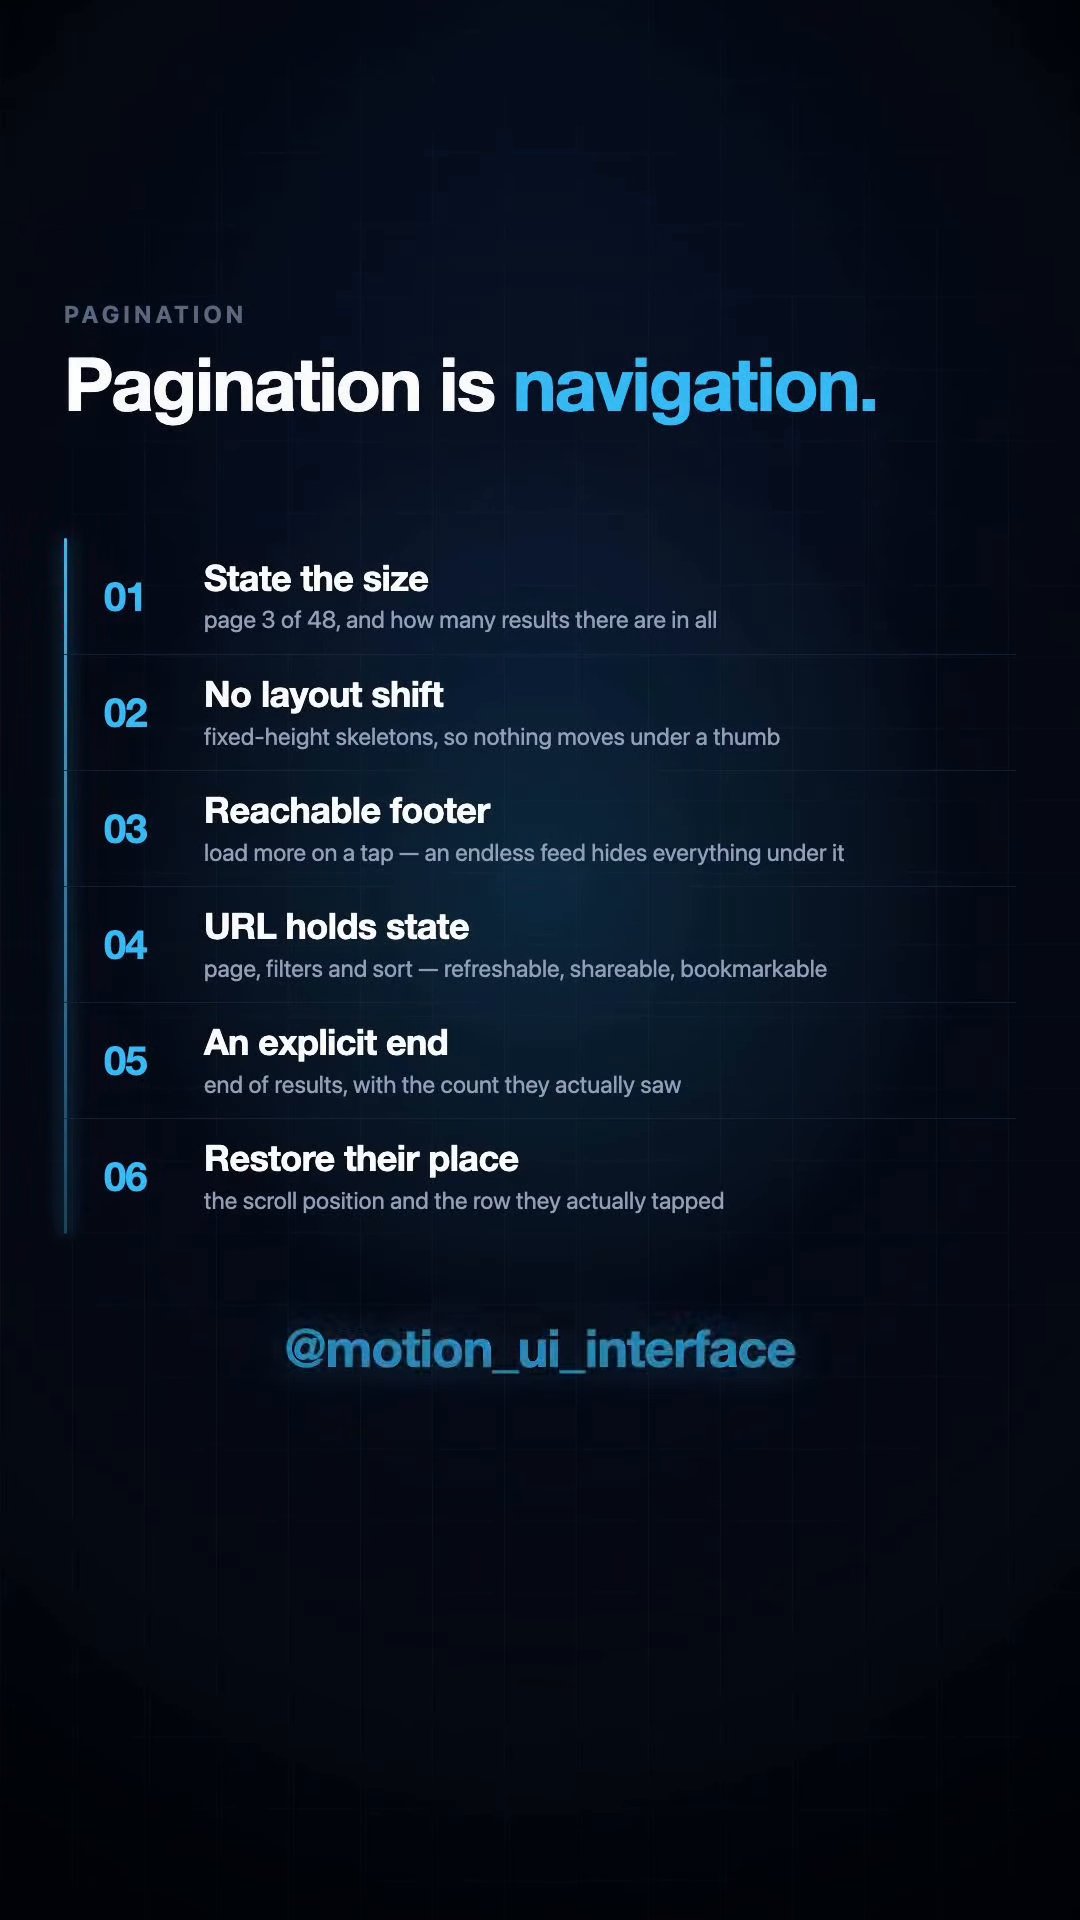 PAGINATION
Pagination is navigation.
01
State the size
page 3 of 48, and how many results there are in all
02
No layout shift
fixed-height skeletons, so nothing moves under a thumb
03
Reachable footer
load more on a tap — an endless feed hides everything under it
04
URL holds state
page, filters and sort — refreshable, shareable, bookmarkable
05
An explicit end
end of results, with the count they actually saw
06
Restore their place
the scroll position and the row they actually tapped
@motion_ui_interface